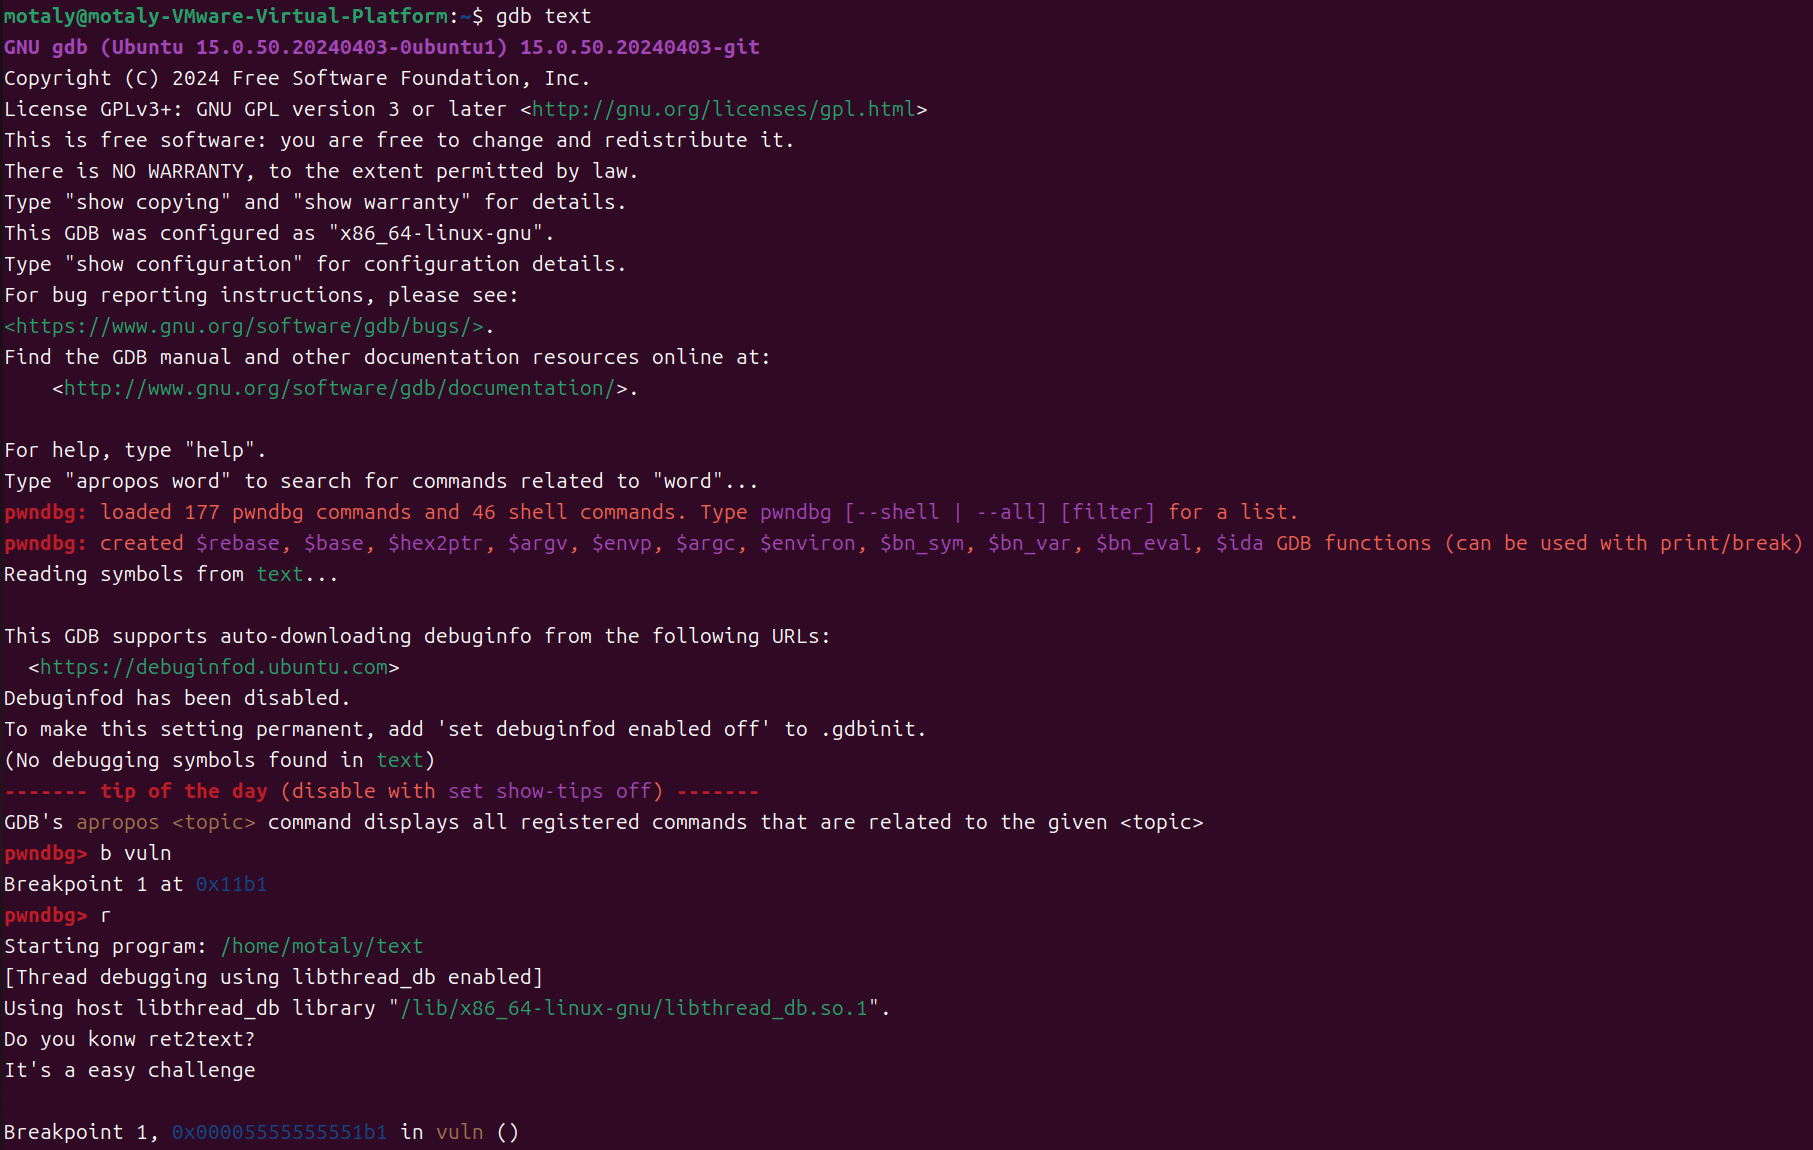 motaly@motaly-VMware-Virtual-Platform:~$ gdb text
GNU gdb (Ubuntu 15.0.50.20240403-0ubuntu1) 15.0.50.20240403-git
Copyright (C) 2024 Free Software Foundation, Inc.
License GPLv3+: GNU GPL version 3 or later <http://gnu.org/licenses/gpl.html>
This is free software: you are free to change and redistribute it.
There is NO WARRANTY, to the extent permitted by law.
Type "show copying" and "show warranty" for details.
This GDB was configured as "x86_64-linux-gnu".
Type "show configuration" for configuration details.
For bug reporting instructions, please see:
<https://www.gnu.org/software/gdb/bugs/>.
Find the GDB manual and other documentation resources online at:
    <http://www.gnu.org/software/gdb/documentation/>.

For help, type "help".
Type "apropos word" to search for commands related to "word"...
pwndbg: loaded 177 pwndbg commands and 46 shell commands. Type pwndbg [--shell | --all] [filter] for a list.
pwndbg: created $rebase, $base, $hex2ptr, $argv, $envp, $argc, $environ, $bn_sym, $bn_var, $bn_eval, $ida GDB functions (can be used with print/break)
Reading symbols from text...

This GDB supports auto-downloading debuginfo from the following URLs:
  <https://debuginfod.ubuntu.com>
Debuginfod has been disabled.
To make this setting permanent, add 'set debuginfod enabled off' to .gdbinit.
(No debugging symbols found in text)
------- tip of the day (disable with set show-tips off) -------
GDB's apropos <topic> command displays all registered commands that are related to the given <topic>
pwndbg> b vuln
Breakpoint 1 at 0x11b1
pwndbg> r
Starting program: /home/motaly/text
[Thread debugging using libthread_db enabled]
Using host libthread_db library "/lib/x86_64-linux-gnu/libthread_db.so.1".
Do you konw ret2text?
It's a easy challenge

Breakpoint 1, 0x00005555555551b1 in vuln ()